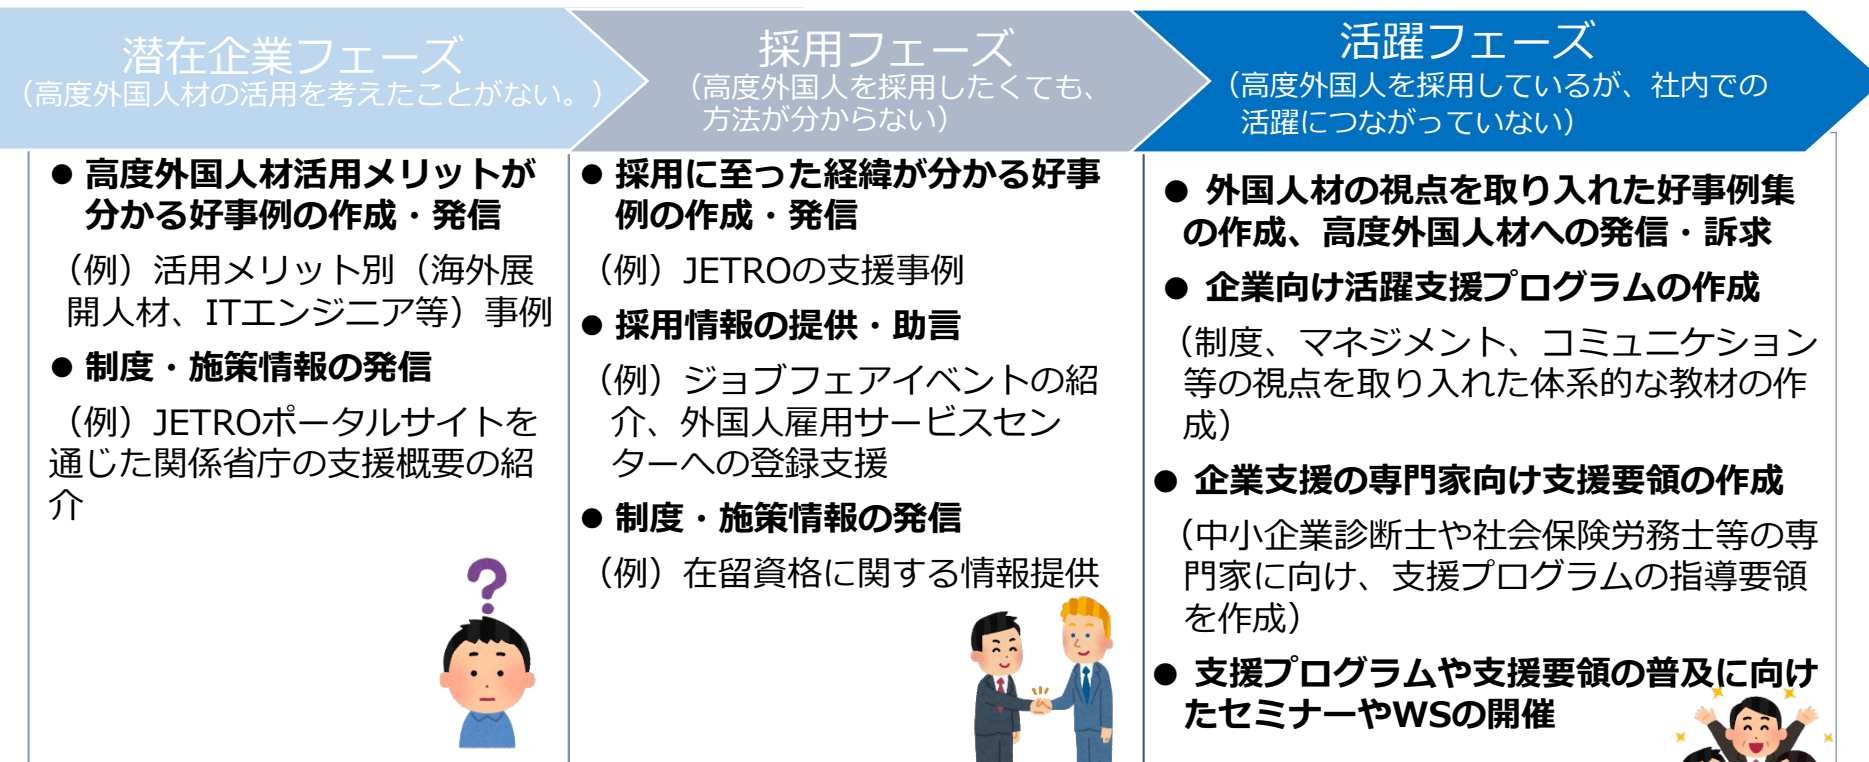 潜在企業フェーズ
（高度外国人材の活用を考えたことがない。）
採用フェーズ
（高度外国人を採用したくても、
方法が分からない）
活躍フェーズ
（高度外国人を採用しているが、社内での
活躍につながっていない）
● 高度外国人材活用メリットが
分かる好事例の作成・発信
（例）活用メリット別（海外展
開人材、ITエンジニア等）事例
● 制度・施策情報の発信
（例）JETROポータルサイトを
通じた関係省庁の支援概要の紹
介
?
● 採用に至った経緯が分かる好事
例の作成・発信
（例）JETROの支援事例
● 採用情報の提供・助言
（例）ジョブフェアイベントの紹
介、外国人雇用サービスセン
ターへの登録支援
● 制度・施策情報の発信
（例）在留資格に関する情報提供
● 外国人材の視点を取り入れた好事例集
の作成、高度外国人材への発信・訴求
● 企業向け活躍支援プログラムの作成
（制度、マネジメント、コミュニケション
等の視点を取り入れた体系的な教材の作
成）
● 企業支援の専門家向け支援要領の作成
（中小企業診断士や社会保険労務士等の専
門家に向け、支援プログラムの指導要領
を作成）
● 支援プログラムや支援要領の普及に向け
たセミナーやWSの開催